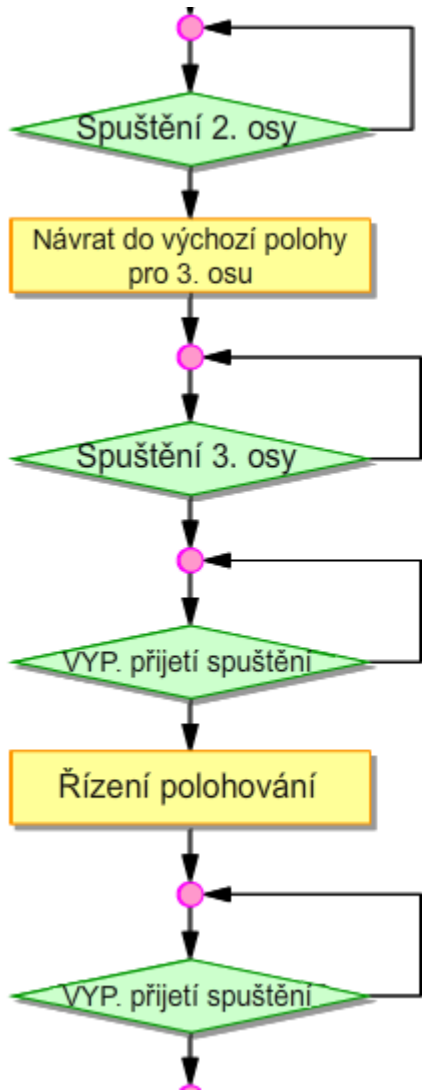 Spuštění 2. osy
Návrat do výchozí polohy
pro 3. osu
Spuštění 3. osy
VYP. přijetí spuštění
Řízení polohování
VYP. přijetí spuštění